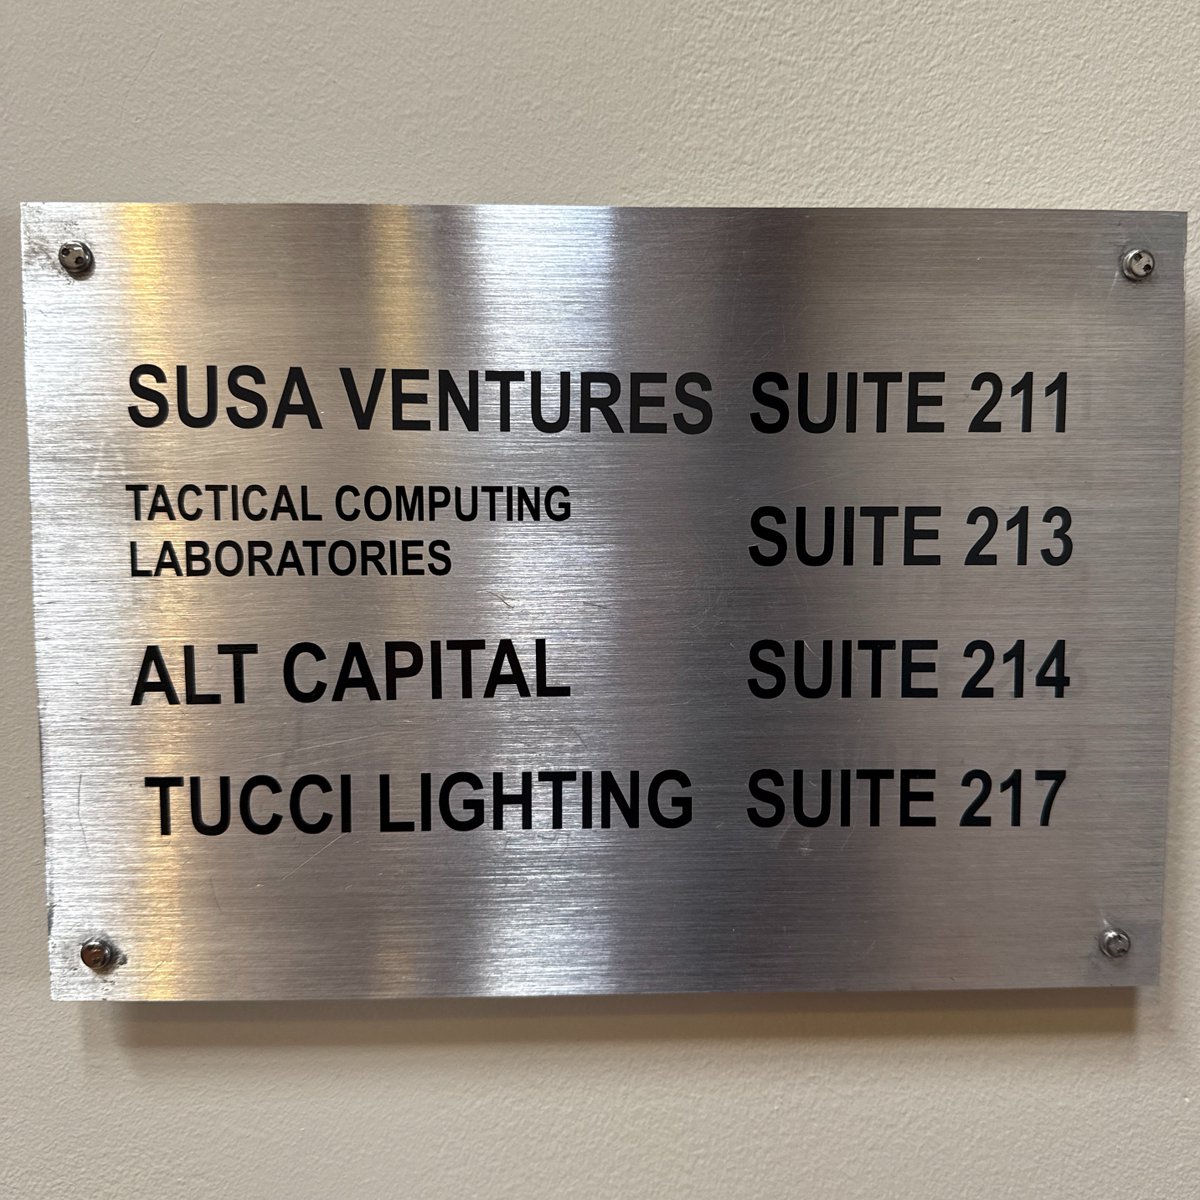 SUSA VENTURES SUITE 211
TACTICAL COMPUTING
LABORATORIES SUITE 213
ALT CAPITAL SUITE 214
TUCCI LIGHTING SUITE 217